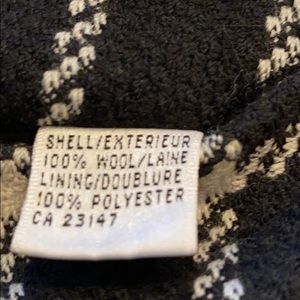 SHELL/EXTERIEUR
100% WOOL/LAINE
LINING/DOUBLURE
100% POLYESTER
CA 23147